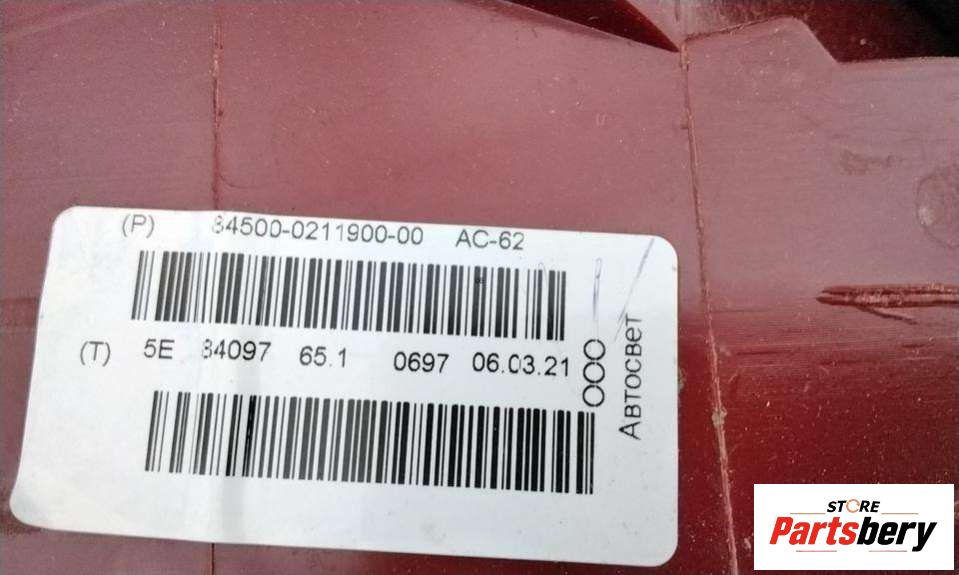 (P) 84500-0211900-00 AC-62
(T) 5E 84097 65.1 0697 06.03.21
ООО
Автосвет
STORE
Partsbery